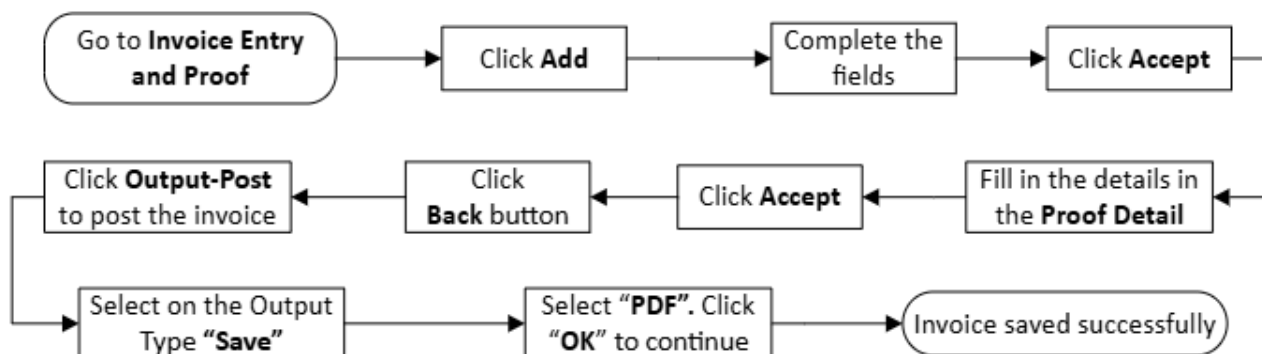 Go to Invoice Entry
and Proof
Click Add
Complete the
fields
Click Accept
Fill in the details in
the Proof Detail
Click Accept
Click
Back button
Click Output-Post
to post the invoice
Select on the Output
Type “Save”
Select “PDF”. Click
“OK” to continue
Invoice saved successfully